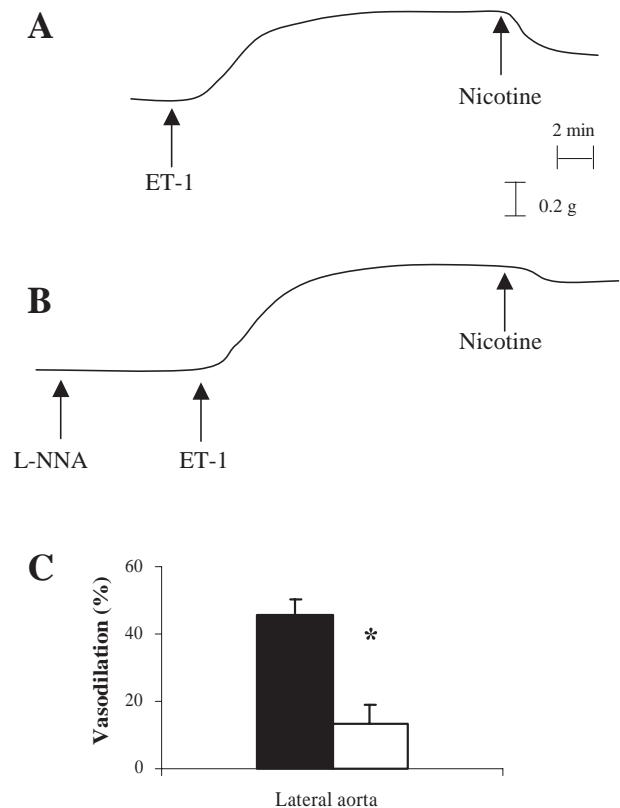 A
Nicotine
2 min
ET-1
0.2 g
B
Nicotine
L-NNA
ET-1
C
Vasodilation (%)
60
40
20
0
*
Lateral aorta